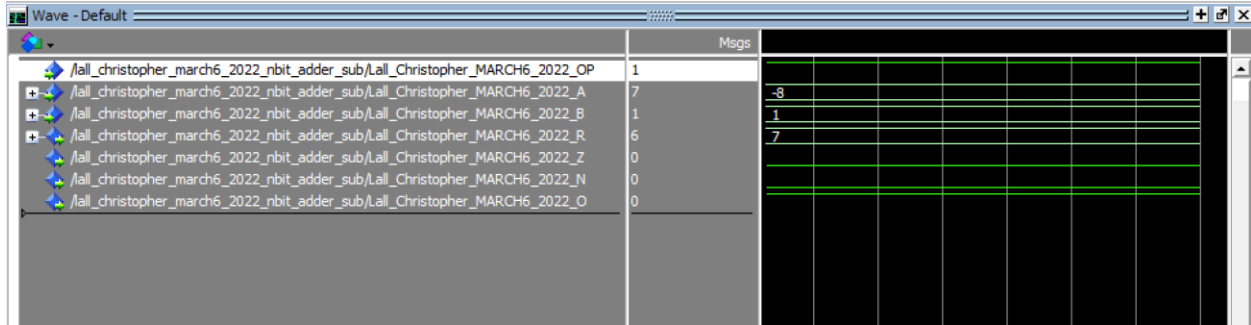 Wave - Default
Msgs
/lall_christopher_march6_2022_nbit_adder_sub/Lall_Christopher_MARCH6_2022_OP 1
/lall_christopher_march6_2022_nbit_adder_sub/Lall_Christopher_MARCH6_2022_A 7 -8
/lall_christopher_march6_2022_nbit_adder_sub/Lall_Christopher_MARCH6_2022_B 1 1
/lall_christopher_march6_2022_nbit_adder_sub/Lall_Christopher_MARCH6_2022_R 6 7
/lall_christopher_march6_2022_nbit_adder_sub/Lall_Christopher_MARCH6_2022_Z 0
/lall_christopher_march6_2022_nbit_adder_sub/Lall_Christopher_MARCH6_2022_N 0
/lall_christopher_march6_2022_nbit_adder_sub/Lall_Christopher_MARCH6_2022_O 0